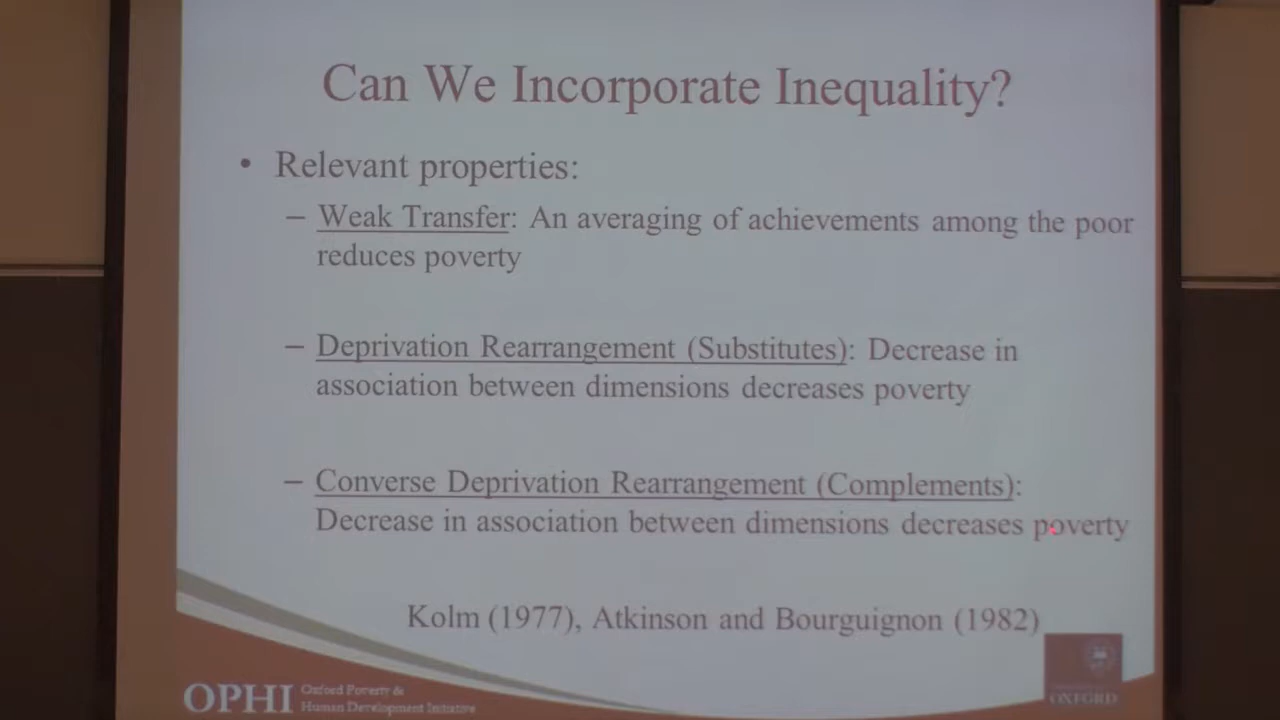 Can We Incorporate Inequality?
• Relevant properties:
– Weak Transfer: An averaging of achievements among the poor
reduces poverty
– Deprivation Rearrangement (Substitutes): Decrease in
association between dimensions decreases poverty
– Converse Deprivation Rearrangement (Complements):
Decrease in association between dimensions decreases poverty
Kolm (1977), Atkinson and Bourguignon (1982)
OPHI Oxford Poverty &
Human Development Initiative
OXFORD